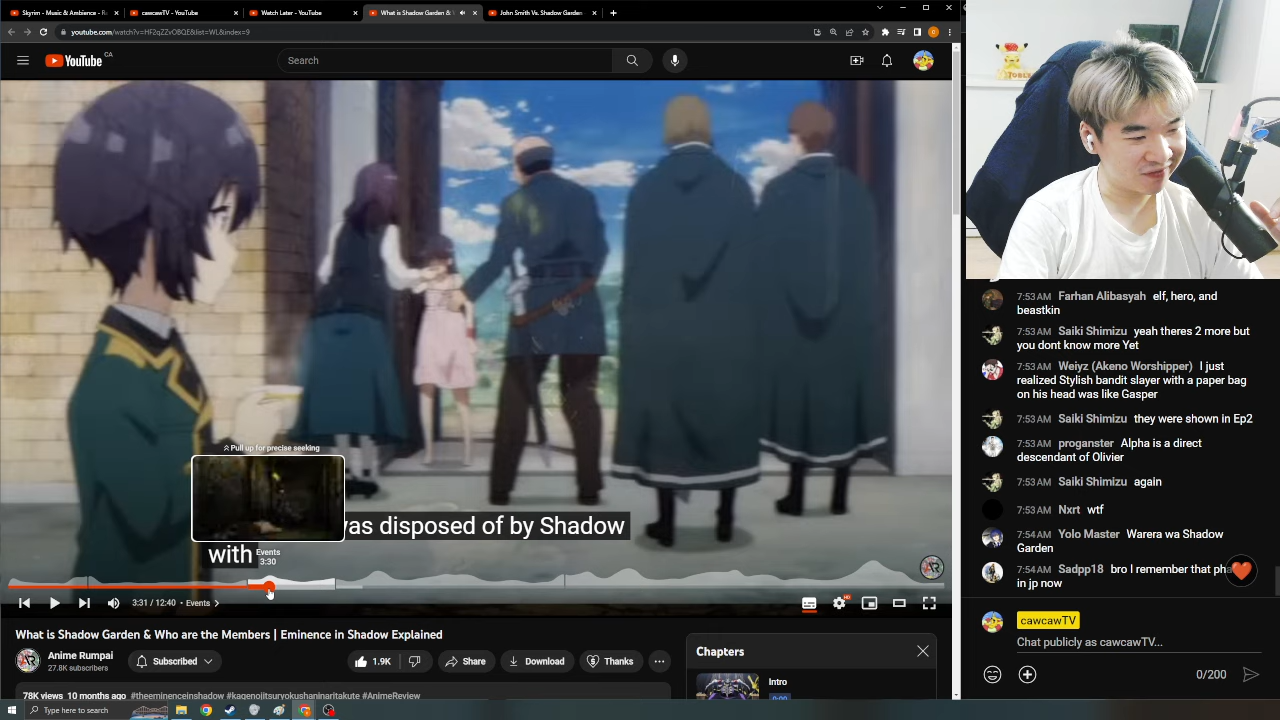 Skyrim - Music & Ambience - R
cawcawTV - YouTube
Watch Later - YouTube
What is Shadow Garden & W
John Smith Vs. Shadow Garden
youtube.com/watch?v=HF2qZZvOBQE&list=WL&index=9
YouTube CA
Search
Pull up for precise seeking
was disposed of by Shadow
with
Events
3:30
3:31 / 12:40 • Events
HD
What is Shadow Garden & Who are the Members | Eminence in Shadow Explained
Anime Rumpai
27.8K subscribers
Subscribed
1.9K
Share
Download
Thanks
78K views 10 months ago #theeminenceinshadow #kagenojitsuryokushaninaritakute #AnimeReview
Chapters
Intro
0:00
7:53 AM Farhan Alibasyah elf, hero, and
beastkin
7:53 AM Saiki Shimizu yeah theres 2 more but
you dont know more Yet
7:53 AM Weiyz (Akeno Worshipper) I just
realized Stylish bandit slayer with a paper bag
on his head was like Gasper
7:53 AM Saiki Shimizu they were shown in Ep2
7:53 AM proganster Alpha is a direct
descendant of Olivier
7:53 AM Saiki Shimizu again
7:53 AM Nxrt wtf
7:54 AM Yolo Master Warera wa Shadow
Garden
7:54 AM Sadpp18 bro I remember that pha
in jp now
cawcawTV
Chat publicly as cawcawTV...
0/200
Type here to search